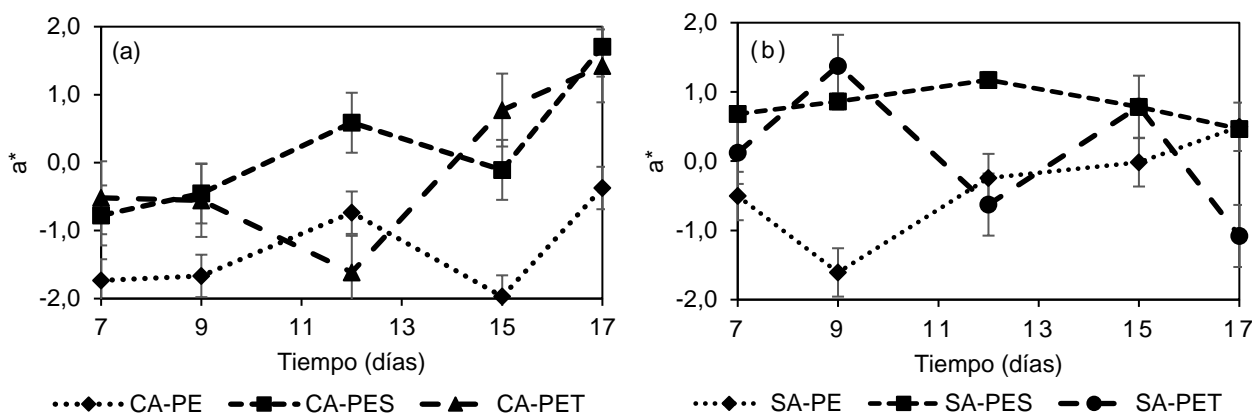 (a)
2,0
1,0
0,0
-1,0
-2,0
a*
7 9 11 13 15 17
Tiempo (días)
CA-PE CA-PES CA-PET
(b)
2,0
1,0
0,0
-1,0
-2,0
a*
7 9 11 13 15 17
Tiempo (días)
SA-PE SA-PES SA-PET